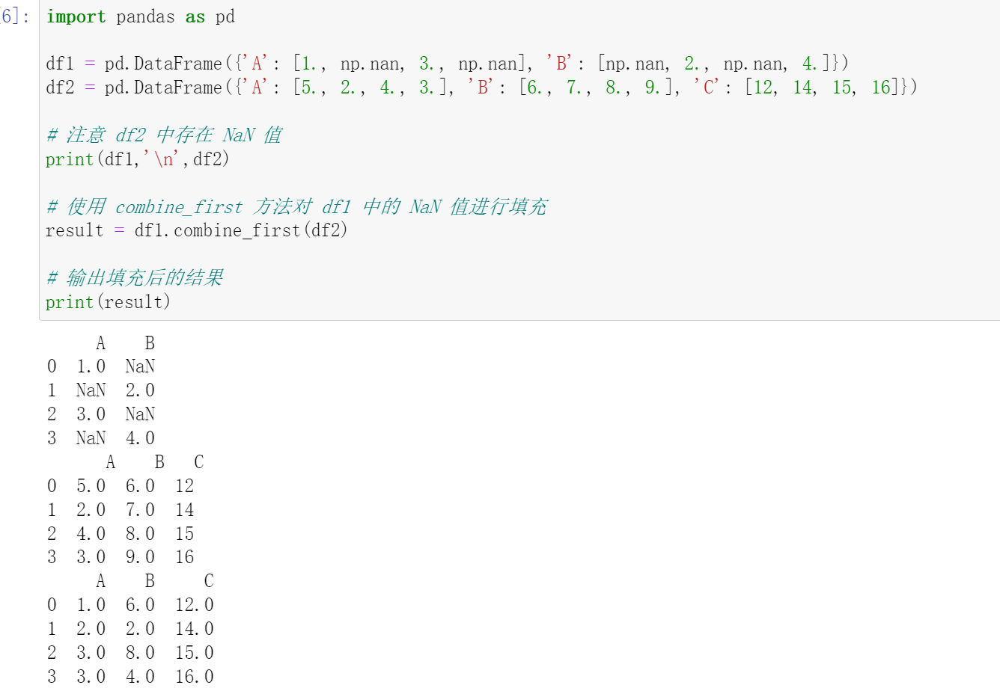 6]:
import pandas as pd
df1 = pd.DataFrame({'A': [1., np.nan, 3., np.nan], 'B': [np.nan, 2., np.nan, 4.]})
df2 = pd.DataFrame({'A': [5., 2., 4., 3.], 'B': [6., 7., 8., 9.], 'C': [12, 14, 15, 16]})
# 注意 df2 中存在 NaN 值
print(df1,'\n',df2)
# 使用 combine_first 方法对 df1 中的 NaN 值进行填充
result = df1.combine_first(df2)
# 输出填充后的结果
print(result)
     A    B
0  1.0  NaN
1  NaN  2.0
2  3.0  NaN
3  NaN  4.0
      A    B   C
0  5.0  6.0  12
1  2.0  7.0  14
2  4.0  8.0  15
3  3.0  9.0  16
     A    B     C
0  1.0  6.0  12.0
1  2.0  2.0  14.0
2  3.0  8.0  15.0
3  3.0  4.0  16.0